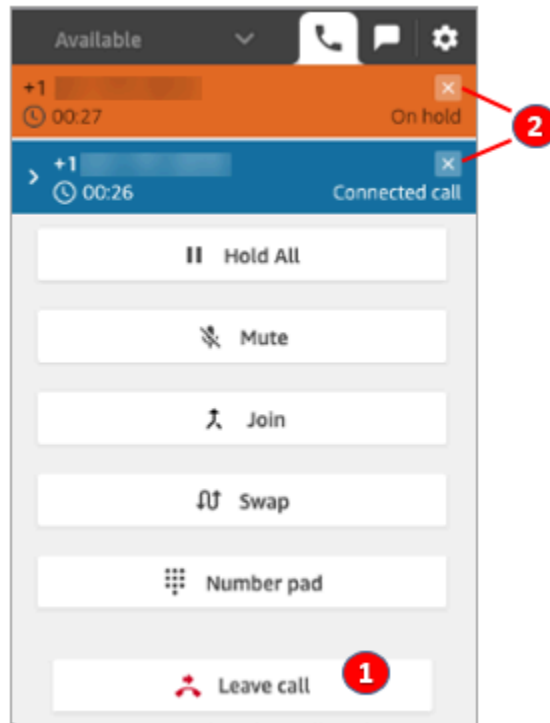 Available
+1
00:27 On hold
2
+1
00:26 Connected call
Hold All
Mute
Join
Swap
Number pad
Leave call 1